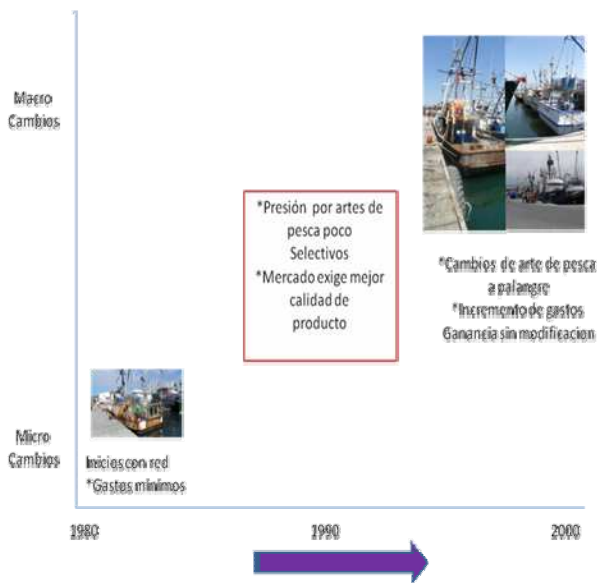 Macro
Cambios
*Presión por artes de
pesca poco
Selectivos
*Mercado exige mejor
calidad de
producto
*Cambios de arte de pesca
a palangre
*Incremento de gastos
Ganancia sin modificacion
Micro
Cambios
Inicios con red
*Gastos mínimos
1980
1990
2000